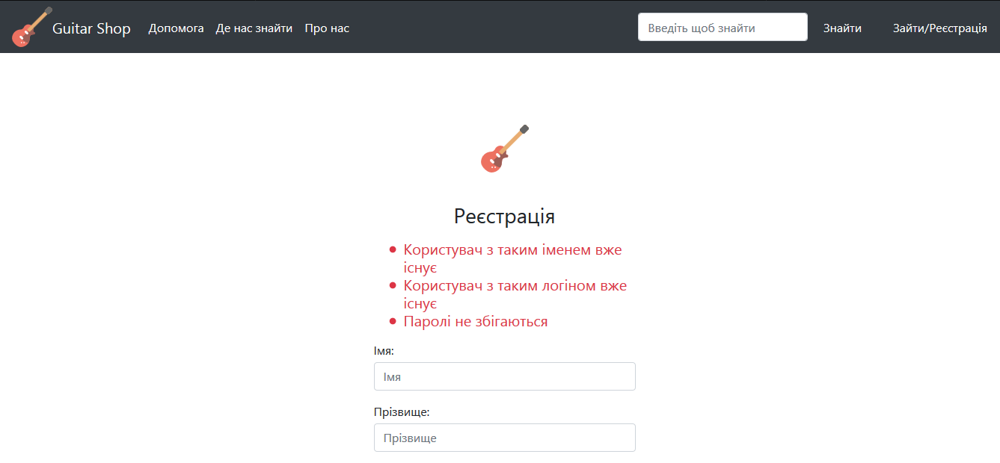 Guitar Shop Допомога Де нас знайти Про нас Введіть щоб знайти Знайти Зайти/Реєстрація
Реєстрація
Користувач з таким іменем вже
існує
Користувач з таким логіном вже
існує
Паролі не збігаються
Імя:
Імя
Прізвище:
Прізвище